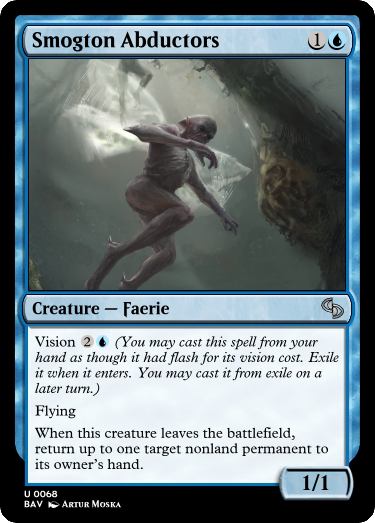 Smogton Abductors 1
Creature — Faerie
Vision 2 (You may cast this spell from your
hand as though it had flash for its vision cost. Exile
it when it enters. You may cast it from exile on a
later turn.)
Flying
When this creature leaves the battlefield,
return up to one target nonland permanent to
its owner's hand.
1/1
U 0068
BAV Artur Moska